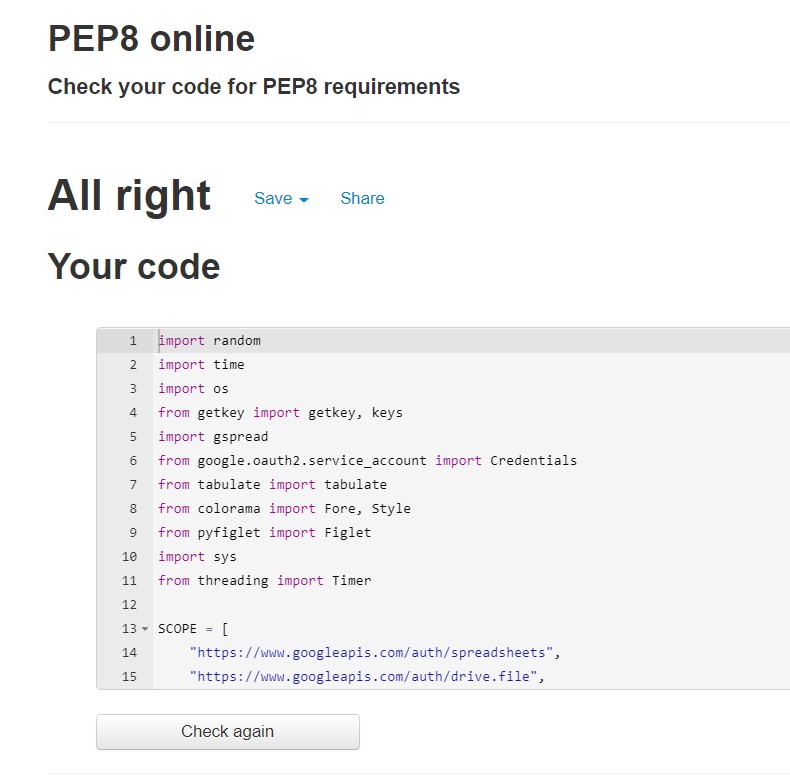 PEP8 online
Check your code for PEP8 requirements
All right Save Share
Your code
1 import random
2 import time
3 import os
4 from getkey import getkey, keys
5 import gspread
6 from google.oauth2.service_account import Credentials
7 from tabulate import tabulate
8 from colorama import Fore, Style
9 from pyfiglet import Figlet
10 import sys
11 from threading import Timer
12
13 SCOPE = [
14 "https://www.googleapis.com/auth/spreadsheets",
15 "https://www.googleapis.com/auth/drive.file",
Check again